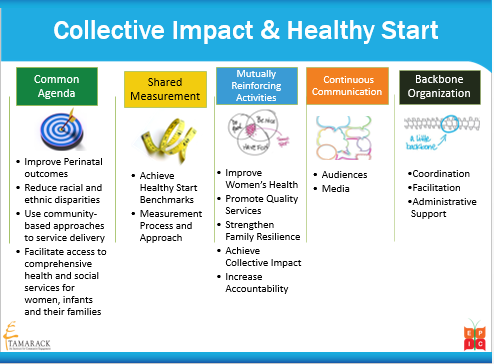 Collective Impact & Healthy Start
Common
Agenda
• Improve Perinatal
outcomes
• Reduce racial and
ethnic disparities
• Use community-
based approaches
to service delivery
• Facilitate access to
comprehensive
health and social
services for
women, infants
and their families
Shared
Measurement
• Achieve
Healthy Start
Benchmarks
• Measurement
Process and
Approach
Mutually
Reinforcing
Activities
• Improve
Women's Health
• Promote Quality
Services
• Strengthen
Family Resilience
• Achieve
Collective Impact
• Increase
Accountability
Continuous
Communication
• Audiences
• Media
Backbone
Organization
A little
backbone
•Coordination
•Facilitation
•Administrative
Support
TAMARACK
E P
I C